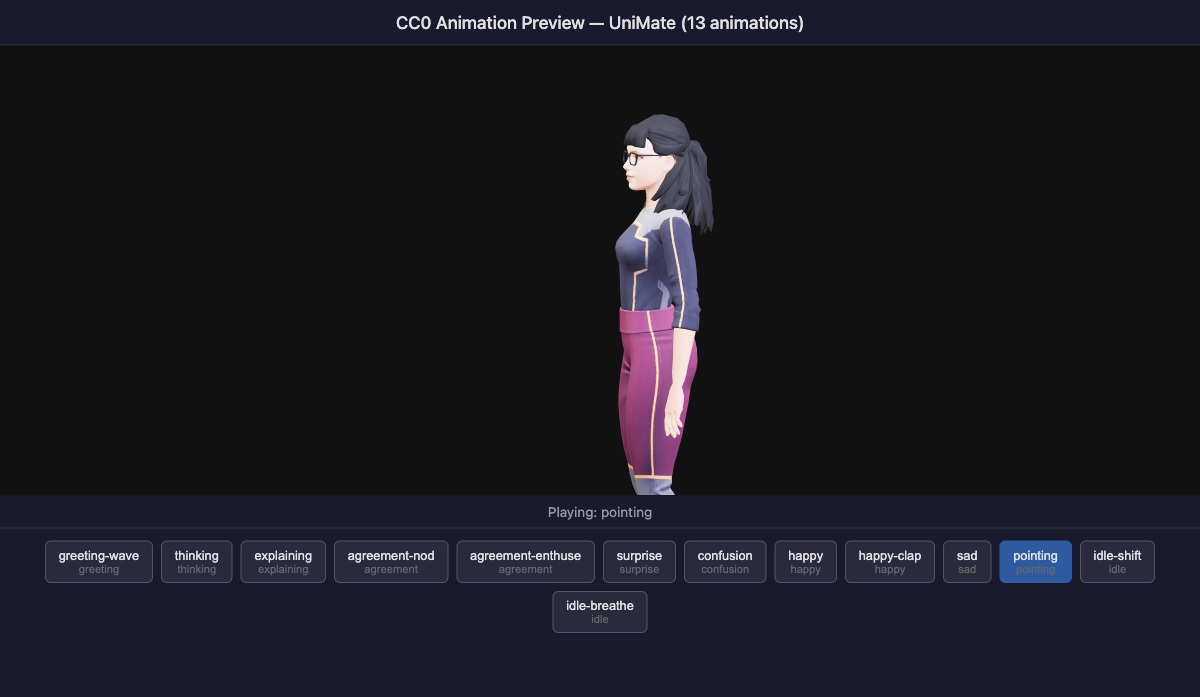 CC0 Animation Preview — UniMate (13 animations)
Playing: pointing
greeting-wave
greeting
thinking
thinking
explaining
explaining
agreement-nod
agreement
agreement-enthuse
agreement
surprise
surprise
confusion
confusion
happy
happy
happy-clap
happy
sad
sad
pointing
pointing
idle-shift
idle
idle-breathe
idle